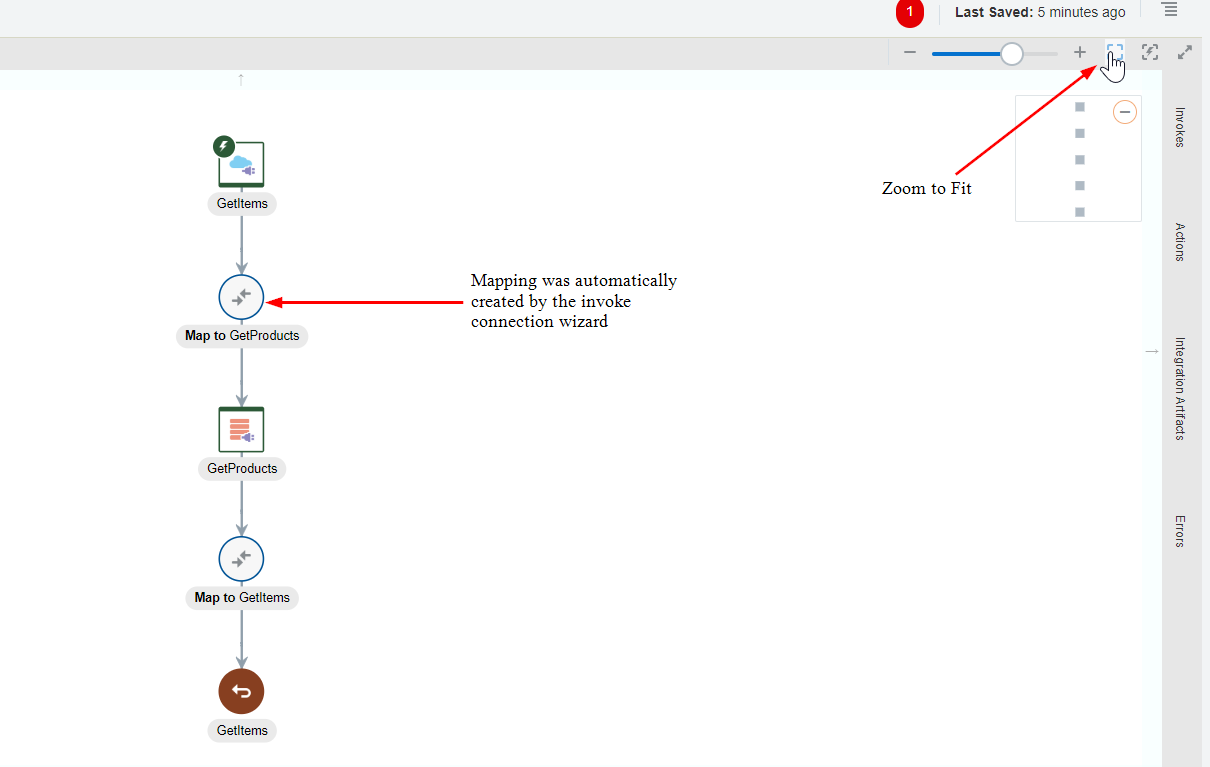 1
Last Saved: 5 minutes ago
GetItems
Zoom to Fit
Mapping was automatically
created by the invoke
connection wizard
Map to GetProducts
GetProducts
Map to GetItems
GetItems
Invokes
Actions
Integration Artifacts
Errors